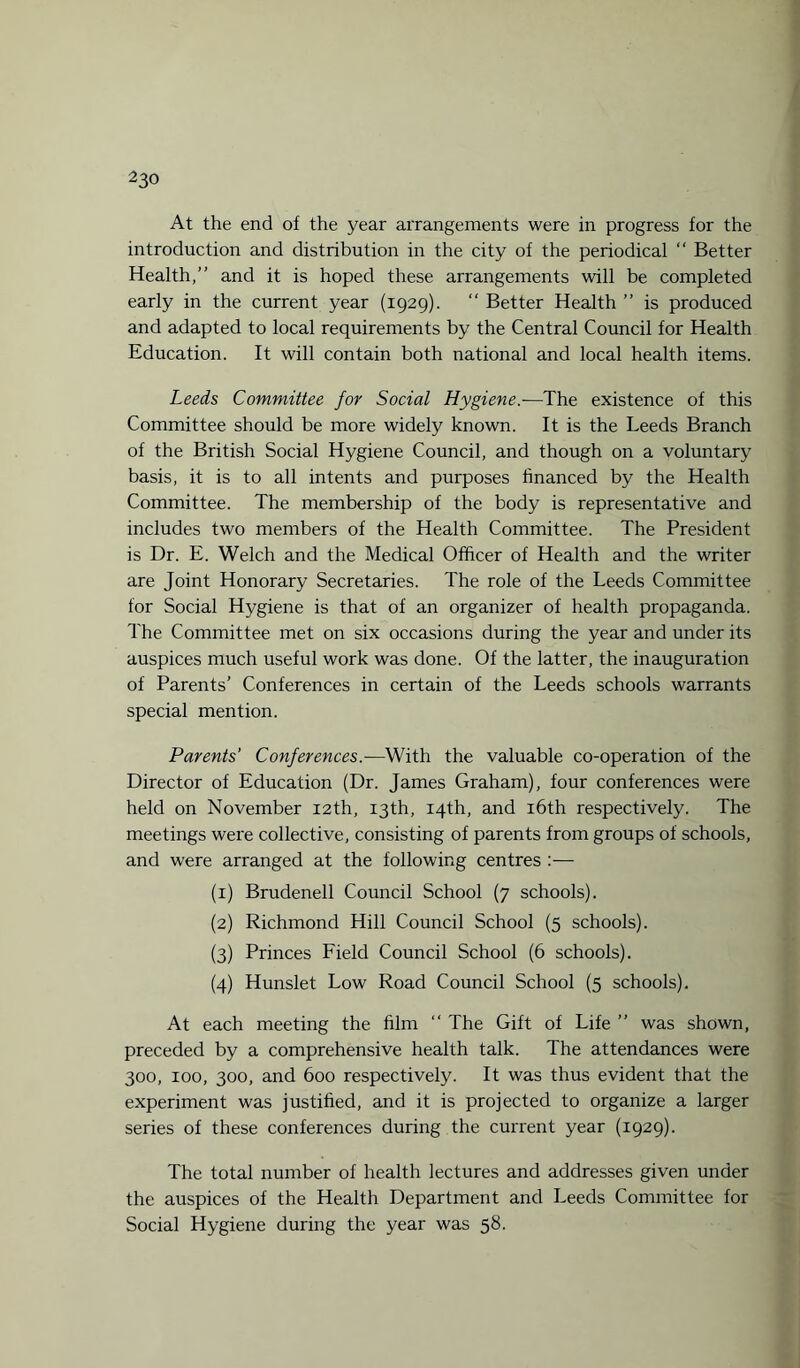 230
At the end of the year arrangements were in progress for the
introduction and distribution in the city of the periodical “ Better
Health,” and it is hoped these arrangements will be completed
early in the current year (1929). “ Better Health ” is produced
and adapted to local requirements by the Central Council for Health
Education. It will contain both national and local health items.
Leeds Committee for Social Hygiene.—The existence of this
Committee should be more widely known. It is the Leeds Branch
of the British Social Hygiene Council, and though on a voluntary
basis, it is to all intents and purposes financed by the Health
Committee. The membership of the body is representative and
includes two members of the Health Committee. The President
is Dr. E. Welch and the Medical Officer of Health and the writer
are Joint Honorary Secretaries. The role of the Leeds Committee
for Social Hygiene is that of an organizer of health propaganda.
The Committee met on six occasions during the year and under its
auspices much useful work was done. Of the latter, the inauguration
of Parents’ Conferences in certain of the Leeds schools warrants
special mention.
Parents’ Conferences.—With the valuable co-operation of the
Director of Education (Dr. James Graham), four conferences were
held on November 12th, 13th, 14th, and 16th respectively. The
meetings were collective, consisting of parents from groups of schools,
and were arranged at the following centres :—
(1) Brudenell Council School (7 schools).
(2) Richmond Hill Council School (5 schools).
(3) Princes Field Council School (6 schools).
(4) Hunslet Low Road Council School (5 schools).
At each meeting the film “ The Gift of Life ” was shown,
preceded by a comprehensive health talk. The attendances were
300, 100, 300, and 600 respectively. It was thus evident that the
experiment was justified, and it is projected to organize a larger
series of these conferences during the current year (1929).
The total number of health lectures and addresses given under
the auspices of the Health Department and Leeds Committee for
Social Hygiene during the year was 58.